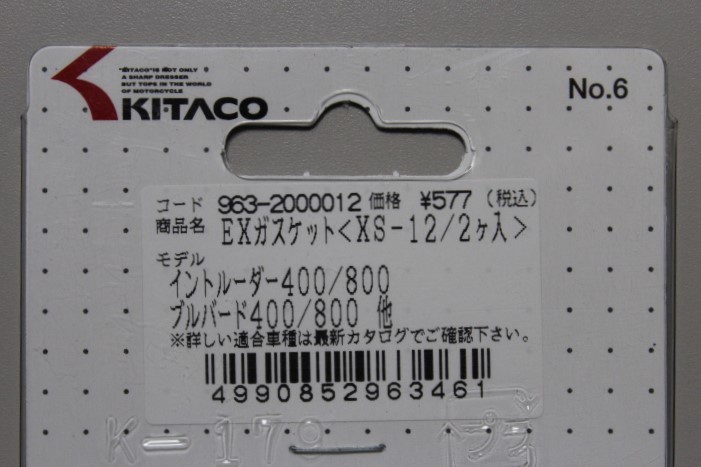 "KITACO"IS NOT ONLY
A SHARP DRESSER
BUT TOPS IN THE WORLD
OF MOTORCYCLE
KITACO
No.6
コード 963-2000012 価格 ¥577 (税込)
商品名 EXガスケット<XS-12/2ヶ入>
モデル
イントルーダー400/800
ブルバード400/800 他
※詳しい適合車種は最新カタログでご確認下さい。
4990852963461
K-170
プラ